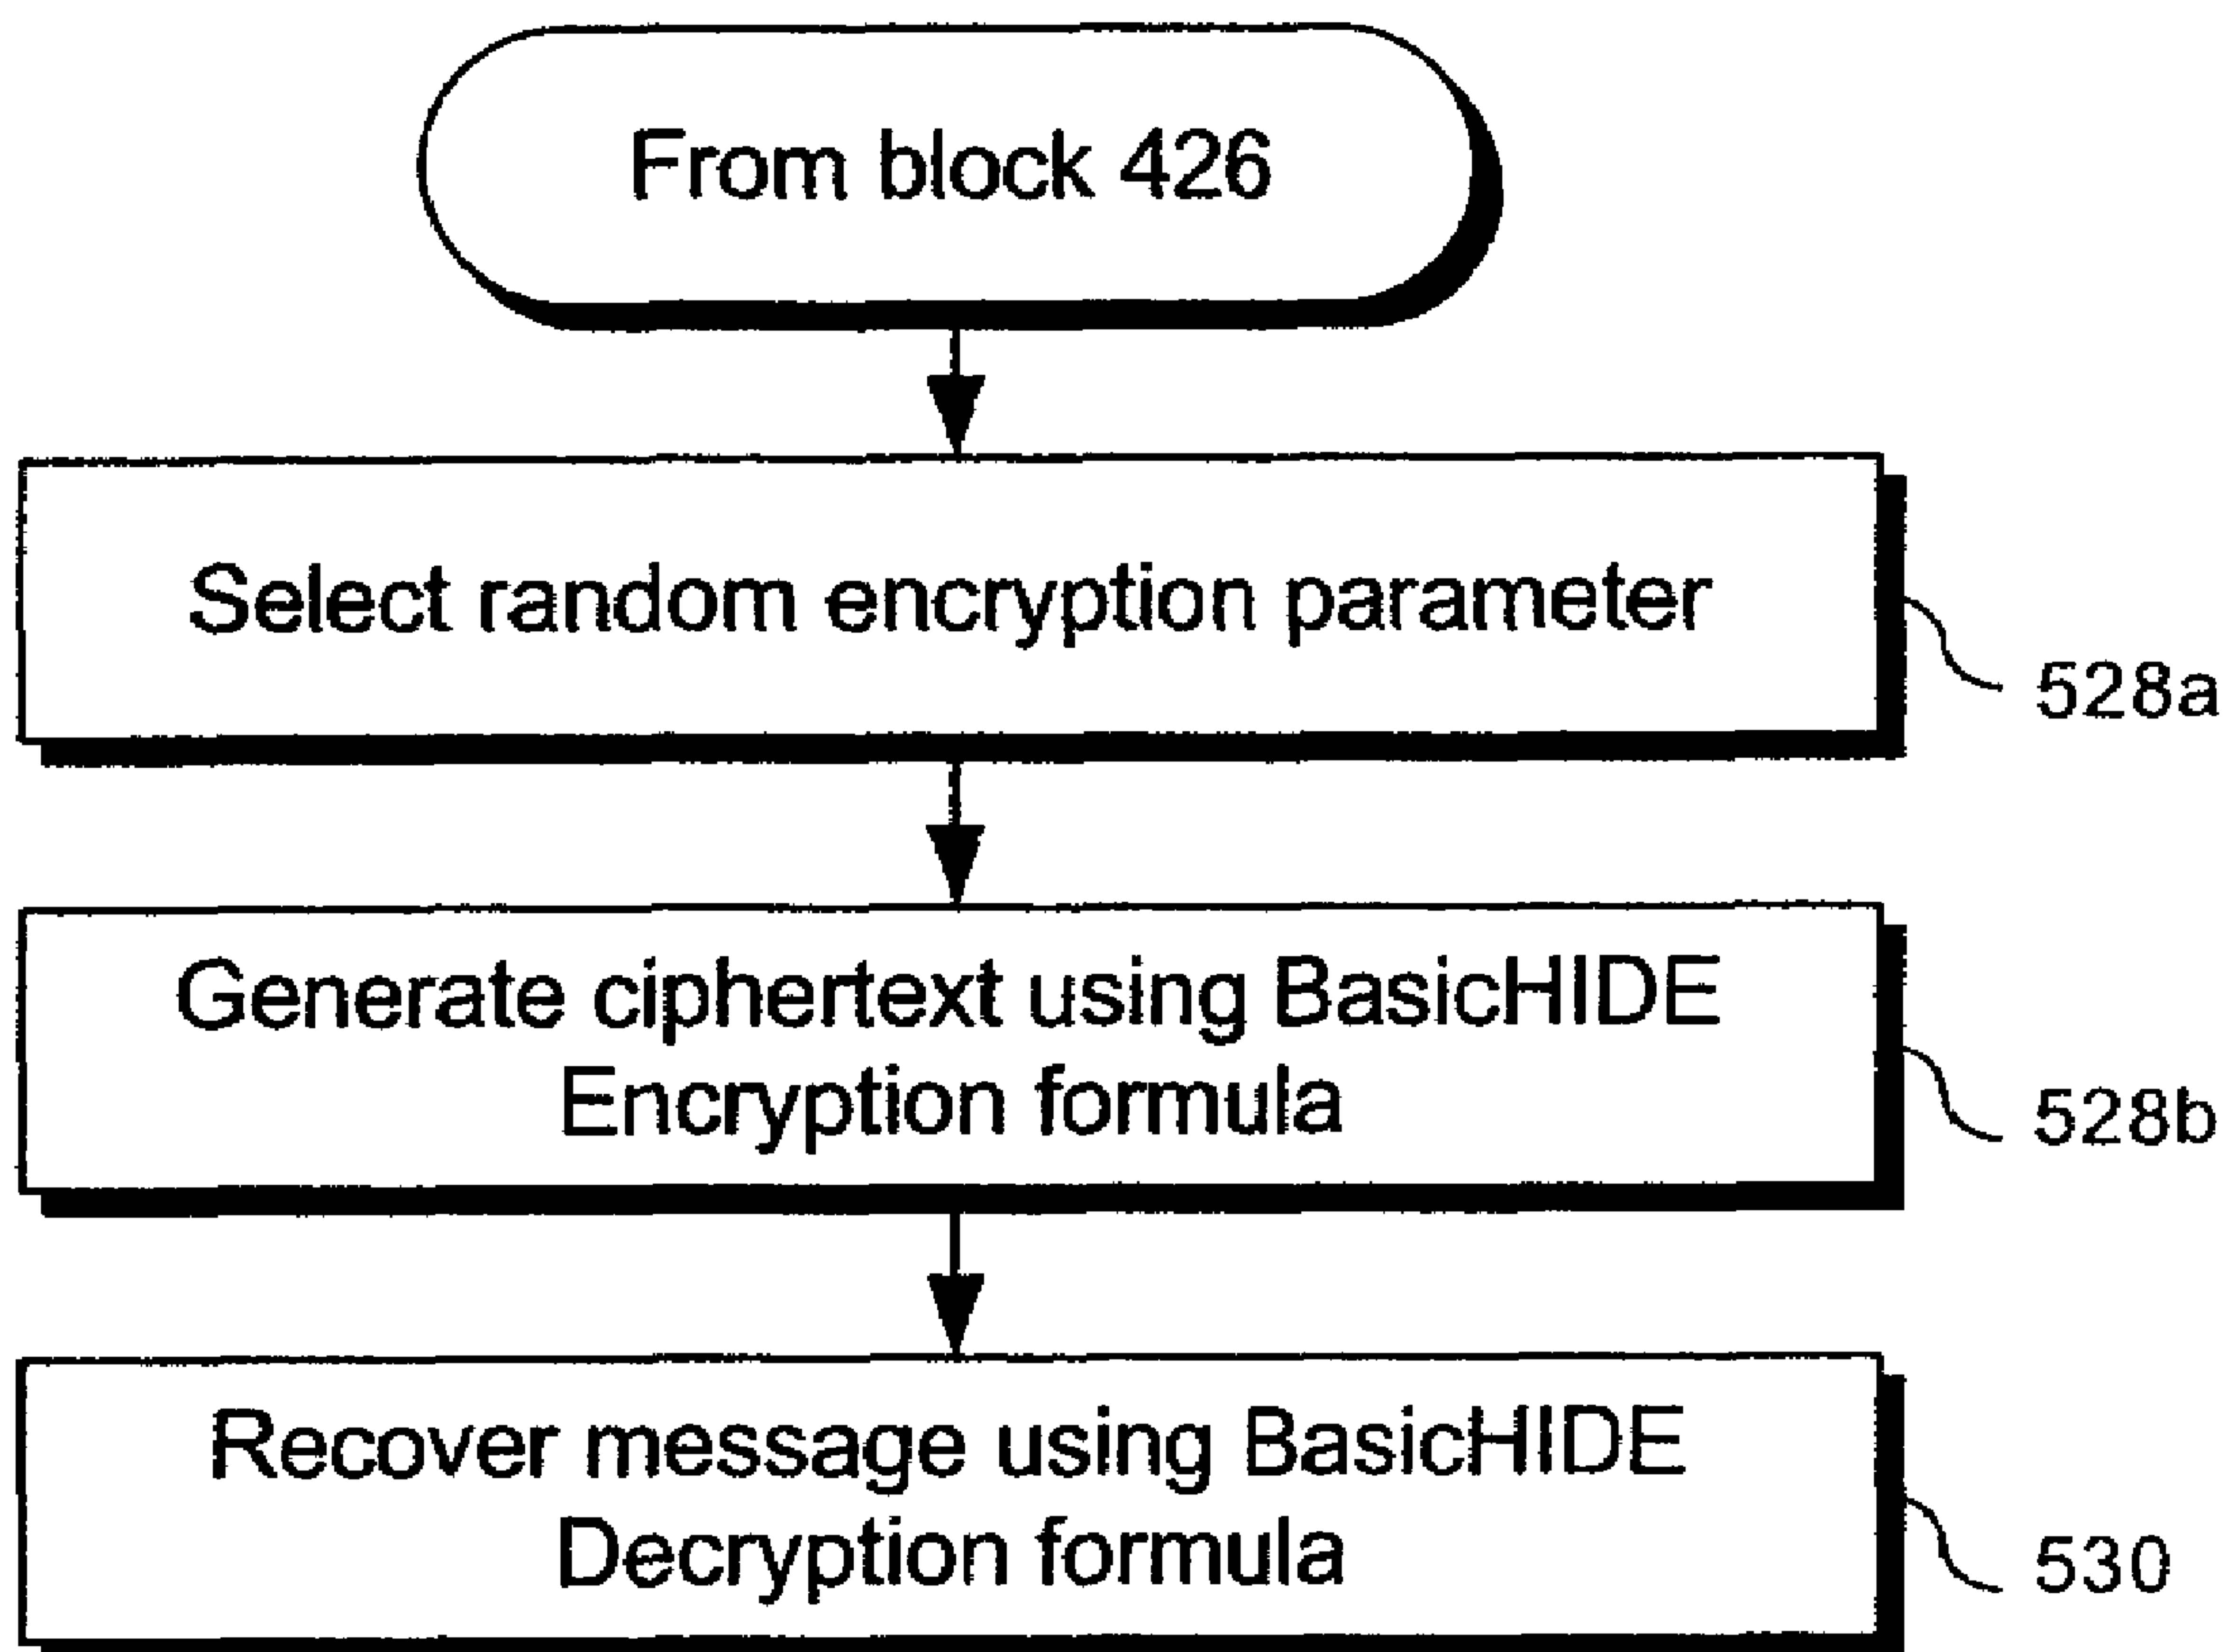 From block 426
Select random encryption parameter
528a
Generate ciphertext using BasicHIDE
Encryption formula
528b
Recover message using BasicHIDE
Decryption formula
530